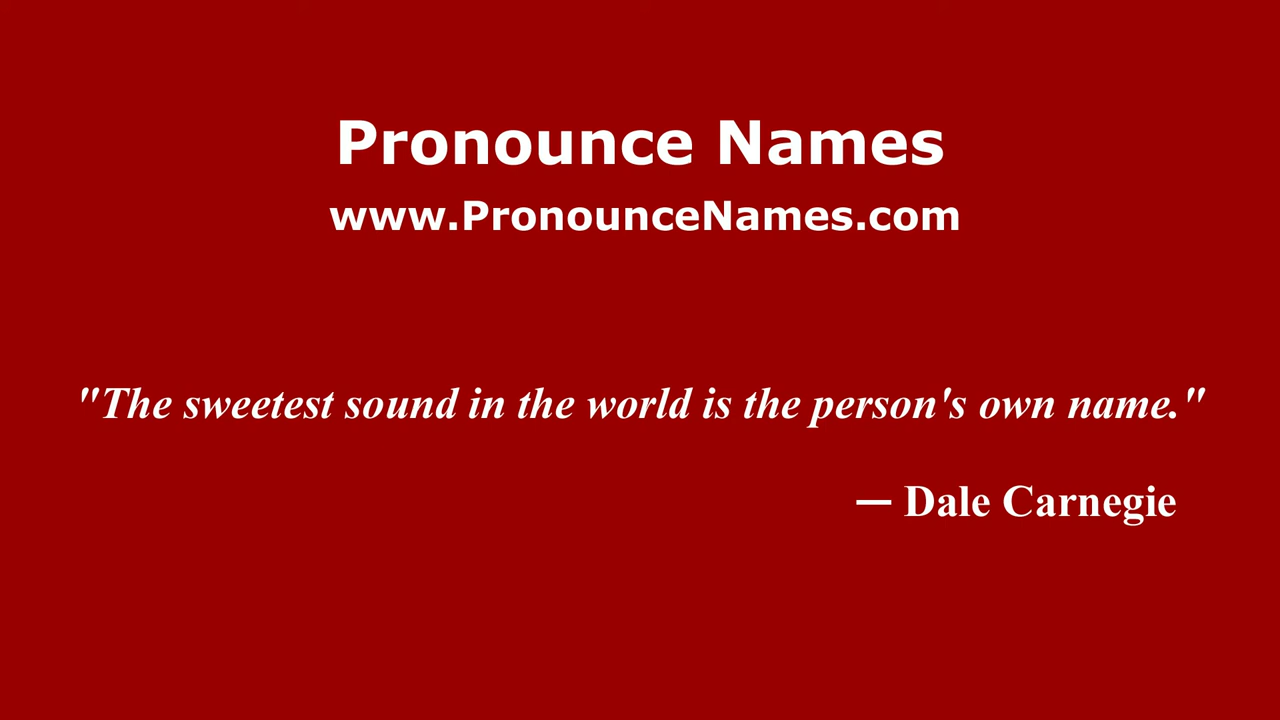 Pronounce Names
www.PronounceNames.com
"The sweetest sound in the world is the person's own name."
— Dale Carnegie